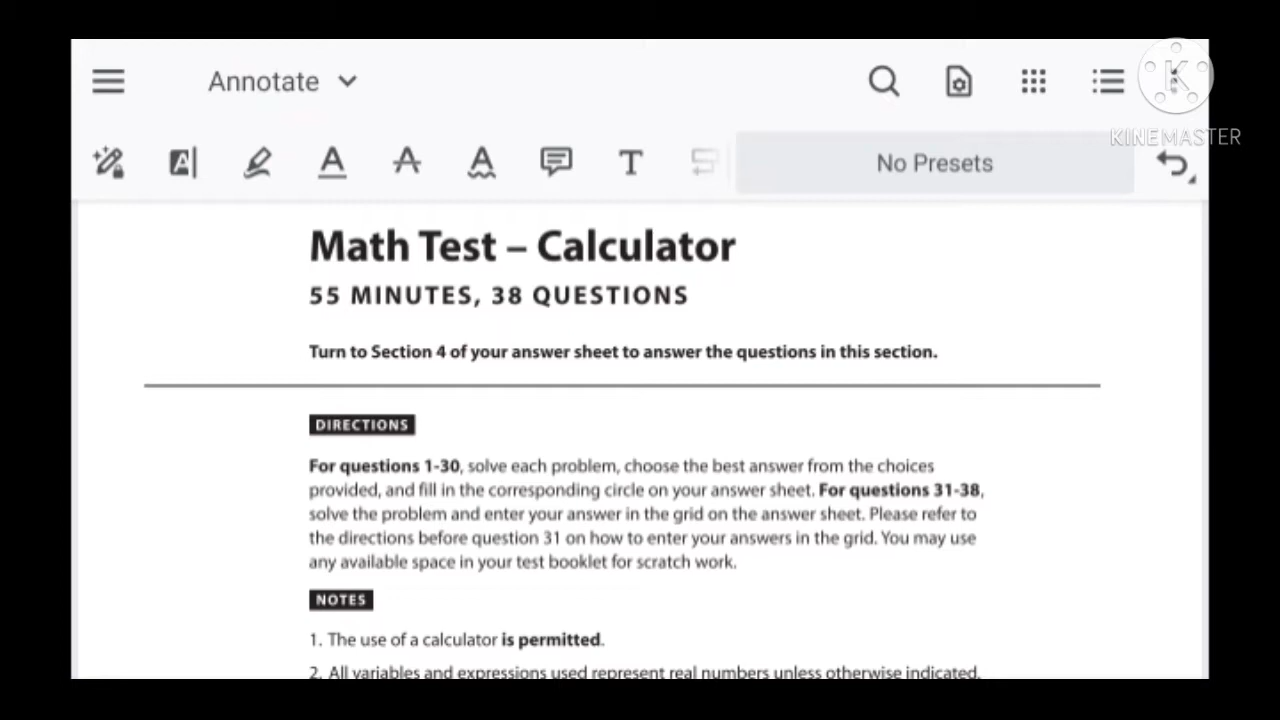 Annotate
K
KINEMASTER
No Presets
Math Test – Calculator
55 MINUTES, 38 QUESTIONS
Turn to Section 4 of your answer sheet to answer the questions in this section.
DIRECTIONS
For questions 1-30, solve each problem, choose the best answer from the choices
provided, and fill in the corresponding circle on your answer sheet. For questions 31-38,
solve the problem and enter your answer in the grid on the answer sheet. Please refer to
the directions before question 31 on how to enter your answers in the grid. You may use
any available space in your test booklet for scratch work.
NOTES
1. The use of a calculator is permitted.
2. All variables and expressions used represent real numbers unless otherwise indicated.